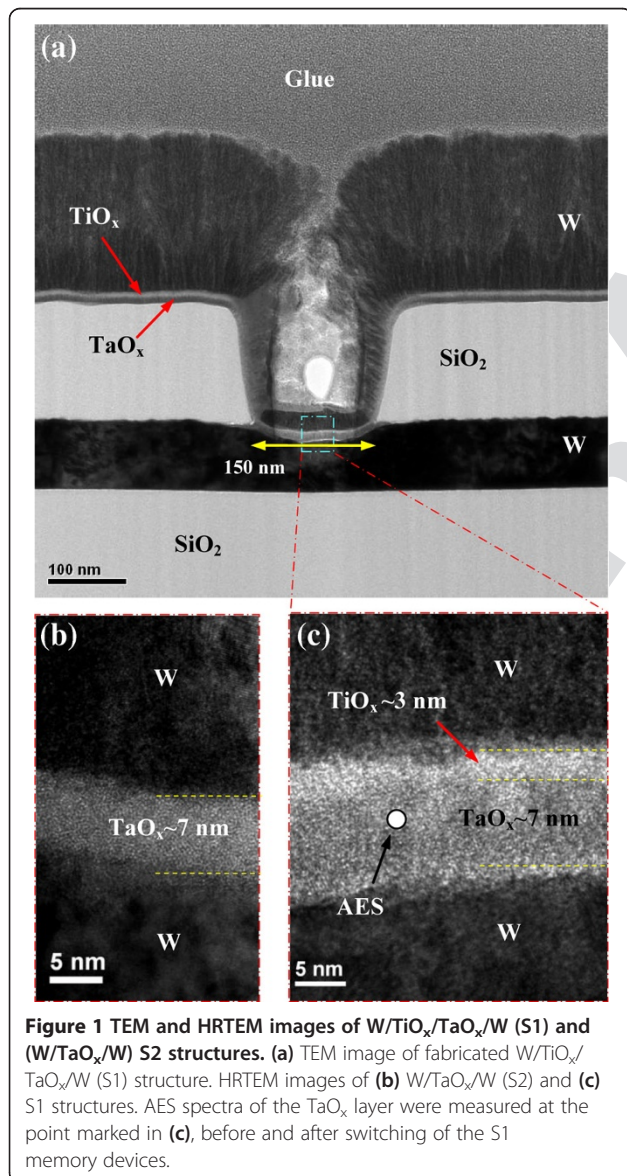 (a)
Glue
TiOₓ
W
TaOₓ
SiO₂
W
150 nm
SiO₂
100 nm
(b)
W
TaOₓ~7 nm
W
5 nm
(c)
W
TiOₓ~3 nm
TaOₓ~7 nm
AES
W
5 nm
Figure 1 TEM and HRTEM images of W/TiOₓ/TaOₓ/W (S1) and
(W/TaOₓ/W) S2 structures. (a) TEM image of fabricated W/TiOₓ/
TaOₓ/W (S1) structure. HRTEM images of (b) W/TaOₓ/W (S2) and (c)
S1 structures. AES spectra of the TaOₓ layer were measured at the
point marked in (c), before and after switching of the S1
memory devices.